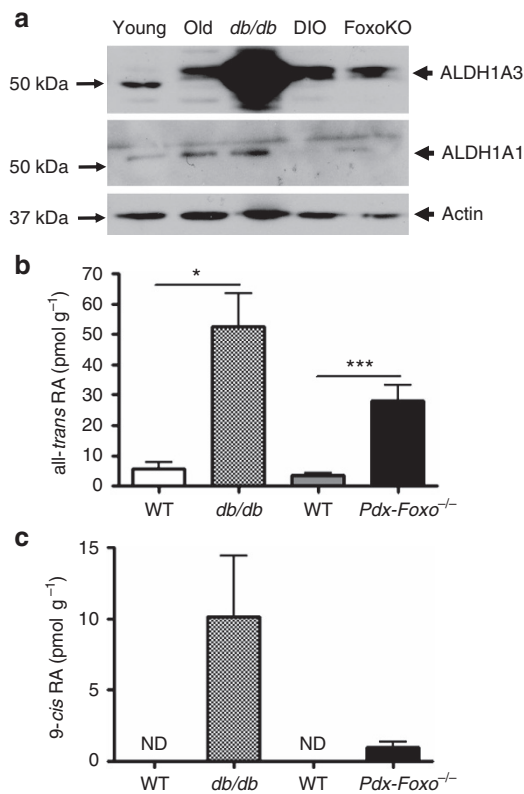 a
Young Old db/db DIO FoxoKO
50 kDa
ALDH1A3
50 kDa
ALDH1A1
37 kDa
Actin
b
all-trans RA (pmol g⁻¹)
70
60
50
40
30
20
10
0
*
***
WT db/db WT Pdx-Foxo⁻/⁻
c
9-cis RA (pmol g⁻¹)
15
10
5
0
ND ND
WT db/db WT Pdx-Foxo⁻/⁻